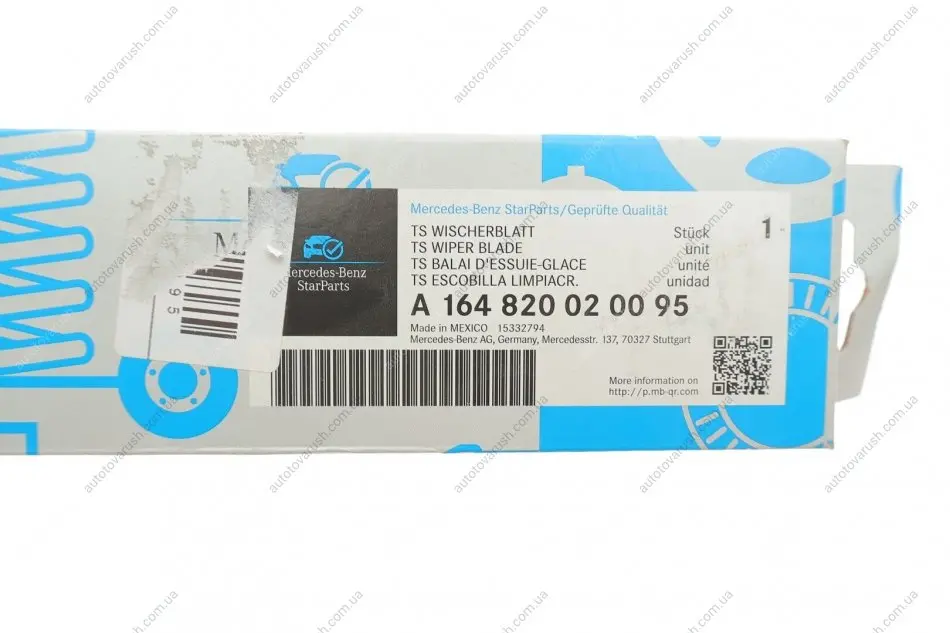 Mercedes-Benz StarParts/Geprüfte Qualität
TS WISCHERBLATT Stück 1
TS WIPER BLADE unit
TS BALAI D'ESSUIE-GLACE unité
TS ESCOBILLA LIMPIACR. unidad
A 164 820 02 00 95
Made in MEXICO 15332794
Mercedes-Benz AG, Germany, Mercedesstr. 137, 70327 Stuttgart
More information on
http://p.mb-qr.com
StarParts
9 5
autotovarush.com.ua